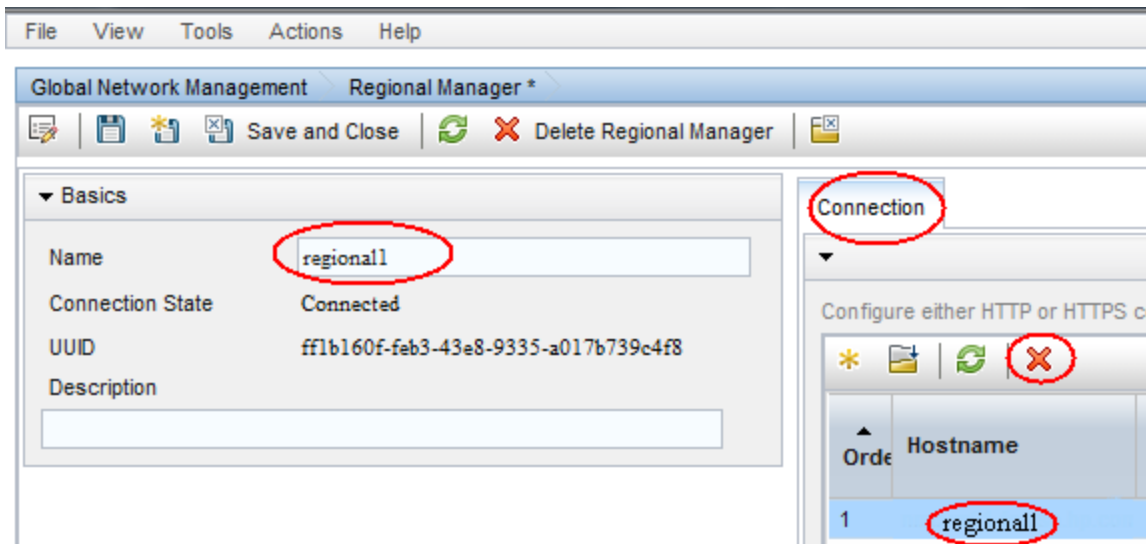 File View Tools Actions Help
Global Network Management Regional Manager *
Save and Close Delete Regional Manager
Basics
Name regional1
Connection State Connected
UUID ff1b160f-feb3-43e8-9335-a017b739c4f8
Description
Connection
Configure either HTTP or HTTPS c
Orde Hostname
1 regional1